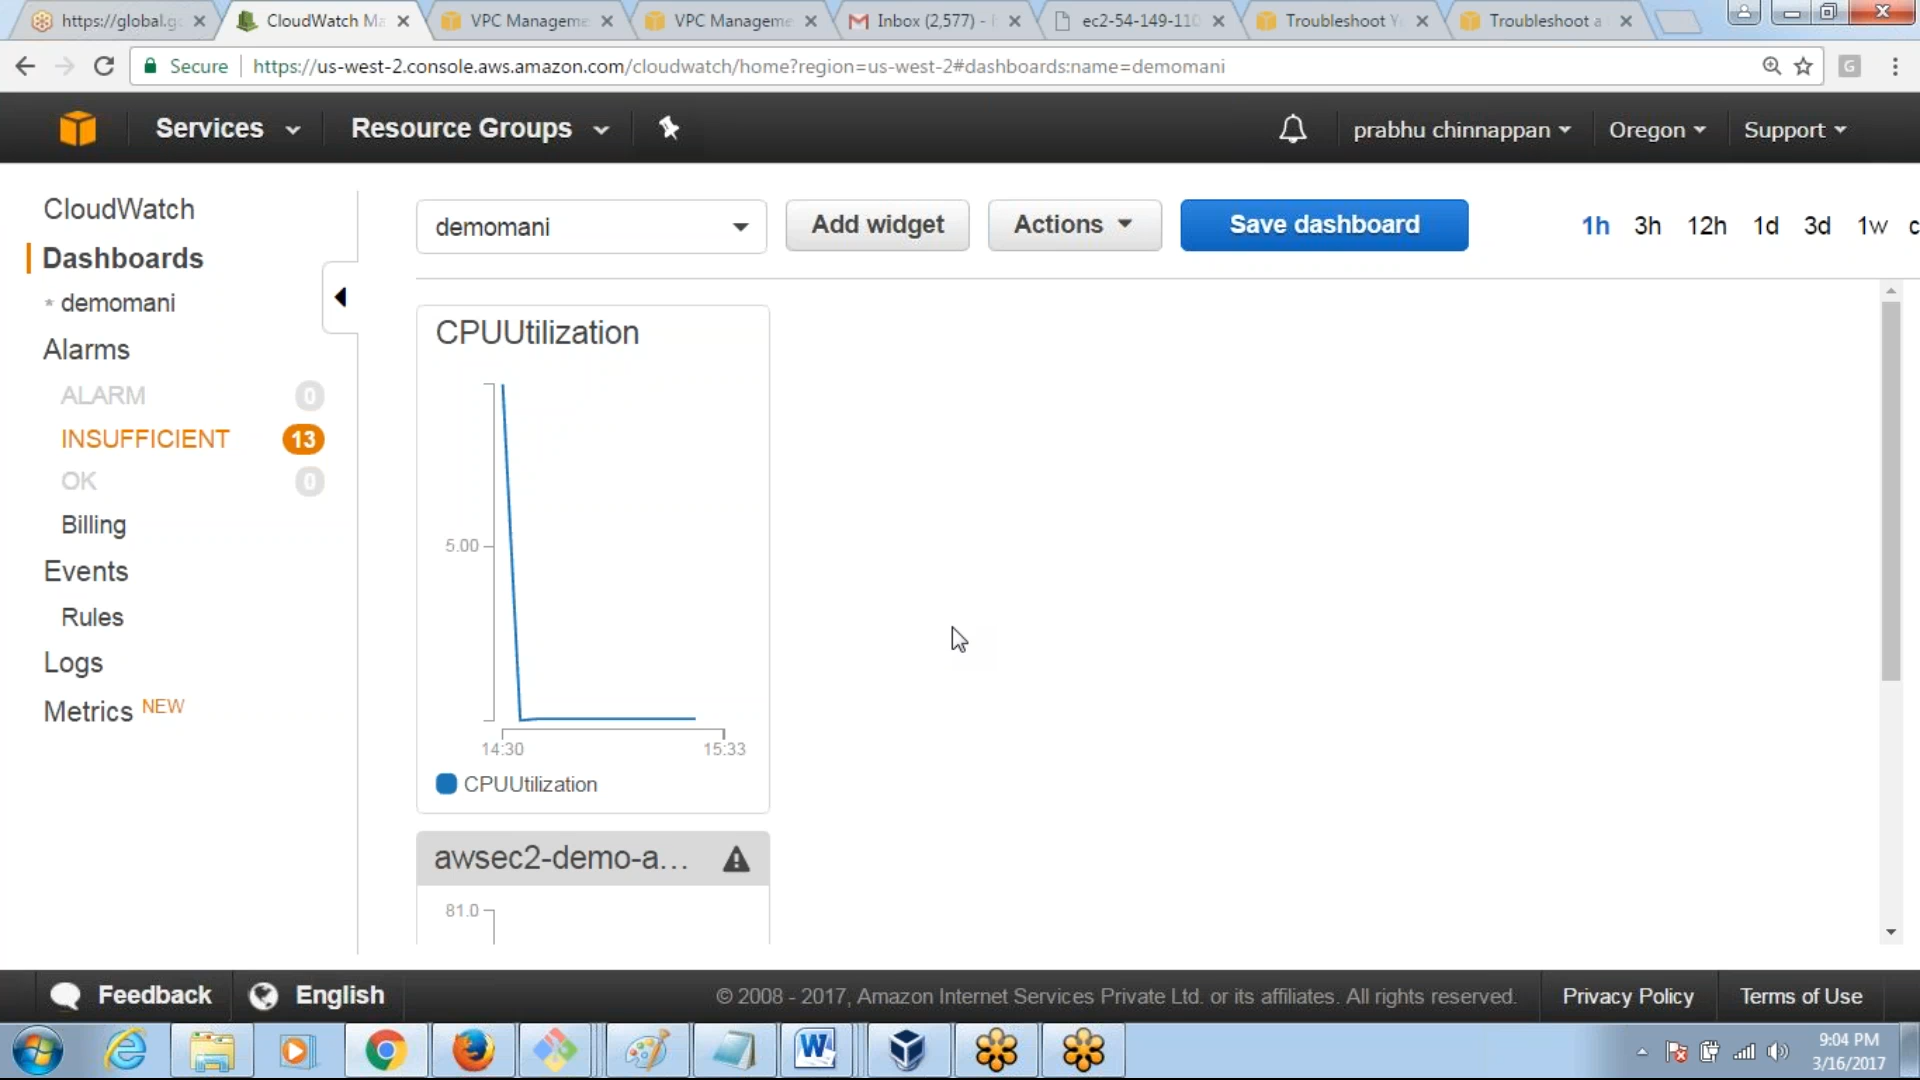 https://global.g
CloudWatch Ma
VPC Manageme
VPC Manageme
Inbox (2,577) -
ec2-54-149-110
Troubleshoot Y
Troubleshoot a
Secure
https://us-west-2.console.aws.amazon.com/cloudwatch/home?region=us-west-2#dashboards:name=demomani
G
Services
Resource Groups
prabhu chinnappan
Oregon
Support
CloudWatch
Dashboards
* demomani
Alarms
ALARM 0
INSUFFICIENT 13
OK 0
Billing
Events
Rules
Logs
Metrics NEW
demomani
Add widget
Actions
Save dashboard
1h 3h 12h 1d 3d 1w c
CPUUtilization
5.00
14:30 15:33
CPUUtilization
awsec2-demo-a...
81.0
Feedback
English
© 2008 - 2017, Amazon Internet Services Private Ltd. or its affiliates. All rights reserved.
Privacy Policy
Terms of Use
W
9:04 PM
3/16/2017